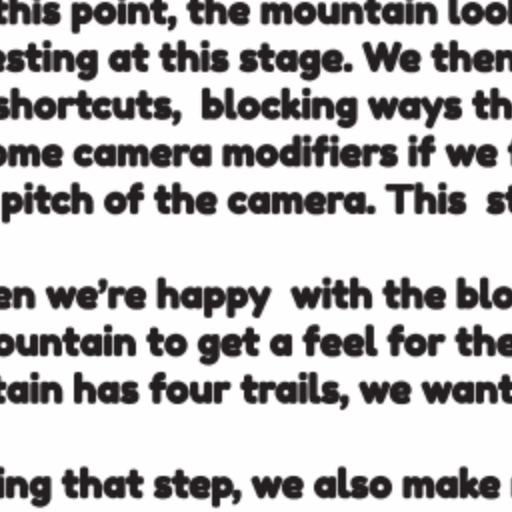 this point, the mountain look
esting at this stage. We then
shortcuts,  blocking ways th
ome camera modifiers if we
pitch of the camera. This  st
en we’re happy  with the blo
ountain to get a feel for the
tain has four trails, we want
ing that step, we also make